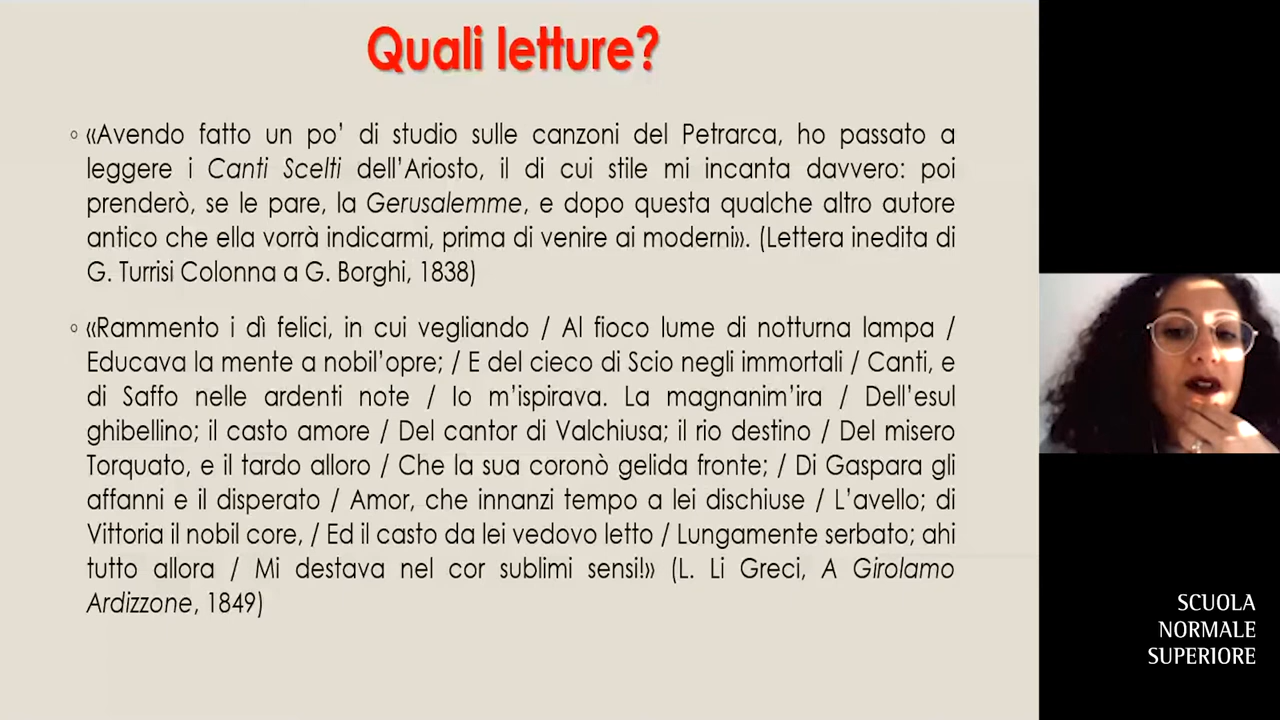 Quali letture?
◦ «Avendo fatto un po’ di studio sulle canzoni del Petrarca, ho passato a
leggere i Canti Scelti dell’Ariosto, il di cui stile mi incanta davvero: poi
prenderò, se le pare, la Gerusalemme, e dopo questa qualche altro autore
antico che ella vorrà indicarmi, prima di venire ai moderni». (Lettera inedita di
G. Turrisi Colonna a G. Borghi, 1838)
◦ «Rammento i dì felici, in cui vegliando / Al fioco lume di notturna lampa /
Educava la mente a nobil’opre; / E del cieco di Scio negli immortali / Canti, e
di Saffo nelle ardenti note / Io m’ispirava. La magnanim’ira / Dell’esul
ghibellino; il casto amore / Del cantor di Valchiusa; il rio destino / Del misero
Torquato, e il tardo alloro / Che la sua coronò gelida fronte; / Di Gaspara gli
affanni e il disperato / Amor, che innanzi tempo a lei dischiuse / L’avello; di
Vittoria il nobil core, / Ed il casto da lei vedovo letto / Lungamente serbato; ahi
tutto allora / Mi destava nel cor sublimi sensi!» (L. Li Greci, A Girolamo
Ardizzone, 1849)
SCUOLA
NORMALE
SUPERIORE